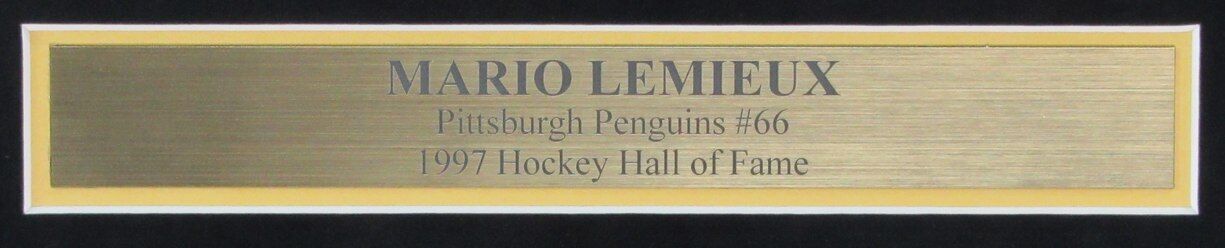 MARIO LEMIEUX
Pittsburgh Penguins #66
1997 Hockey Hall of Fame